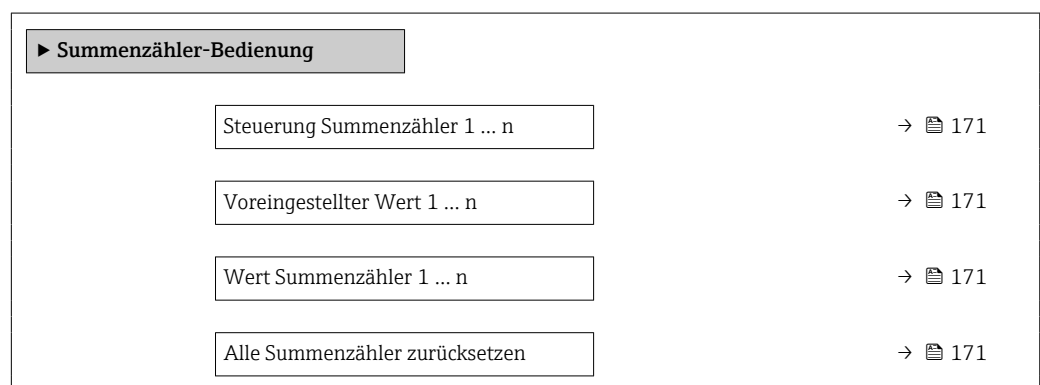 ▶ Summenzähler-Bedienung
Steuerung Summenzähler 1 … n → 171
Voreingestellter Wert 1 … n → 171
Wert Summenzähler 1 … n → 171
Alle Summenzähler zurücksetzen → 171